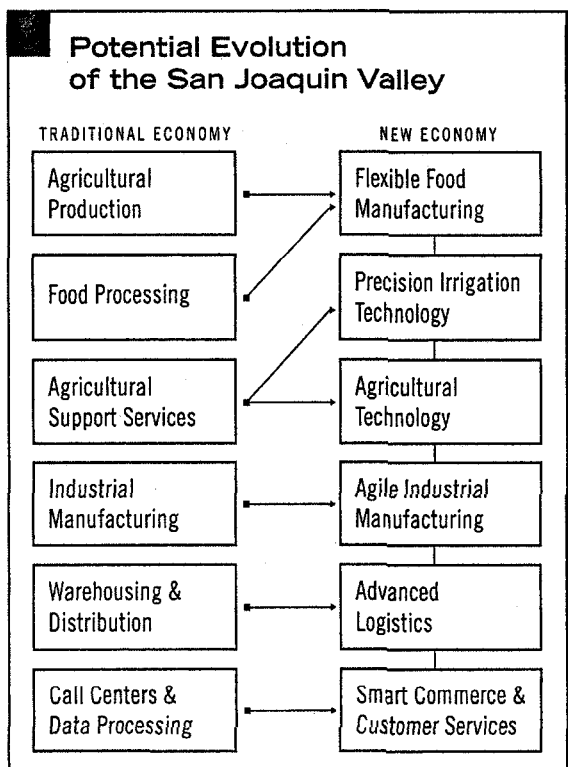 Potential Evolution
of the San Joaquin Valley
TRADITIONAL ECONOMY
NEW ECONOMY
Agricultural
Production
Flexible Food
Manufacturing
Food Processing
Precision Irrigation
Technology
Agricultural
Support Services
Agricultural
Technology
Industrial
Manufacturing
Agile Industrial
Manufacturing
Warehousing &
Distribution
Advanced
Logistics
Call Centers &
Data Processing
Smart Commerce &
Customer Services